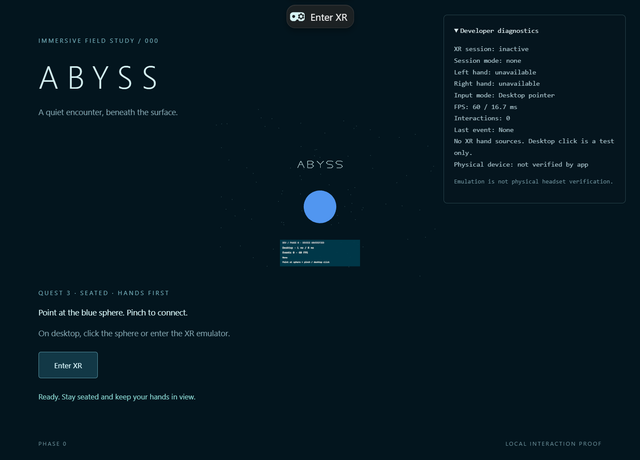 Enter XR
IMMERSIVE FIELD STUDY / 000
ABYSS
A quiet encounter, beneath the surface.
▼ Developer diagnostics
XR session: inactive
Session mode: none
Left hand: unavailable
Right hand: unavailable
Input mode: Desktop pointer
FPS: 60 / 16.7 ms
Interactions: 0
Last event: None
No XR hand sources. Desktop click is a test
only.
Physical device: not verified by app
Emulation is not physical headset verification.
ABYSS
QUEST 3 · SEATED · HANDS FIRST
Point at the blue sphere. Pinch to connect.
On desktop, click the sphere or enter the XR emulator.
Enter XR
Ready. Stay seated and keep your hands in view.
PHASE 0
LOCAL INTERACTION PROOF